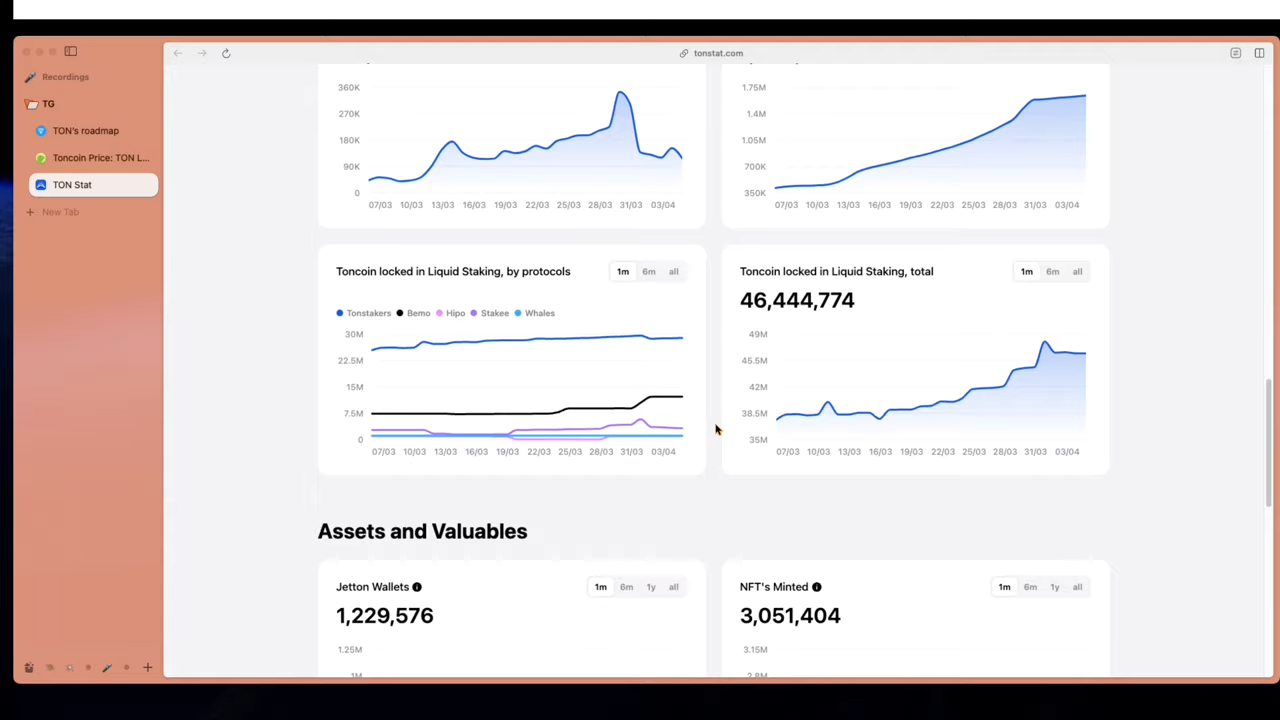 tonstat.com
Recordings
TG
TON's roadmap
Toncoin Price: TON L...
TON Stat
New Tab
360K
270K
180K
90K
0
07/03 10/03 13/03 16/03 19/03 22/03 25/03 28/03 31/03 03/04
1.75M
1.4M
1.05M
700K
350K
07/03 10/03 13/03 16/03 19/03 22/03 25/03 28/03 31/03 03/04
Toncoin locked in Liquid Staking, by protocols
1m 6m all
Tonstakers Bemo Hipo Stakee Whales
30M
22.5M
15M
7.5M
0
07/03 10/03 13/03 16/03 19/03 22/03 25/03 28/03 31/03 03/04
Toncoin locked in Liquid Staking, total
1m 6m all
46,444,774
49M
45.5M
42M
38.5M
35M
07/03 10/03 13/03 16/03 19/03 22/03 25/03 28/03 31/03 03/04
Assets and Valuables
Jetton Wallets
1m 6m 1y all
1,229,576
1.25M
1M
NFT's Minted
1m 6m 1y all
3,051,404
3.15M
2.8M